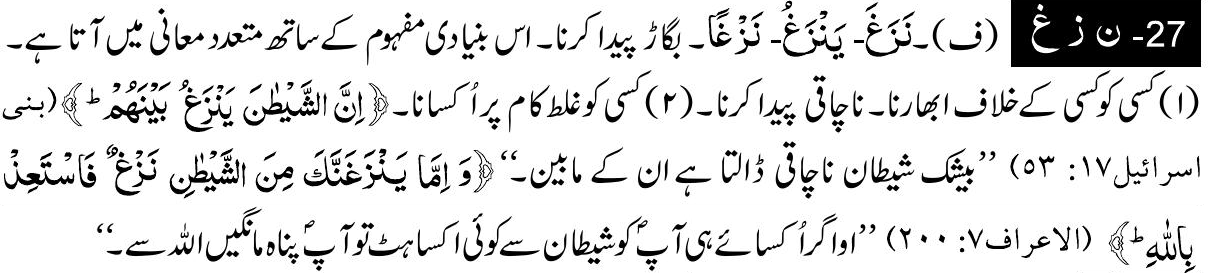 27- ن ز غ (ف)۔ نَزَغَ۔ یَنْزَغُ۔ نَزْغًا۔ بگاڑ پیدا کرنا۔ اس بنیادی مفہوم کے ساتھ متعدد معانی میں آتا ہے۔
(۱) کسی کو کسی کے خلاف ابھارنا۔ ناچاقی پیدا کرنا۔ (۲) کسی کو غلط کام پر اُکسانا۔ ﴿اِنَّ الشَّیْطٰنَ یَنْزَغُ بَیْنَهُمْ ؕ﴾ (بنی
اسرائیل۱۷: ۵۳) ’’بیشک شیطان ناچاقی ڈالتا ہے ان کے مابین۔‘‘ ﴿وَ اِمَّا یَنْزَغَنَّكَ مِنَ الشَّیْطٰنِ نَزْغٌ فَاسْتَعِذْ
بِاللّٰهِ ؕ﴾ (الاعراف۷: ۲۰۰) ’’اوا گر اُکسائے ہی آپؐ کو شیطان سے کوئی اکساہٹ تو آپؐ پناہ مانگیں اللہ سے۔‘‘